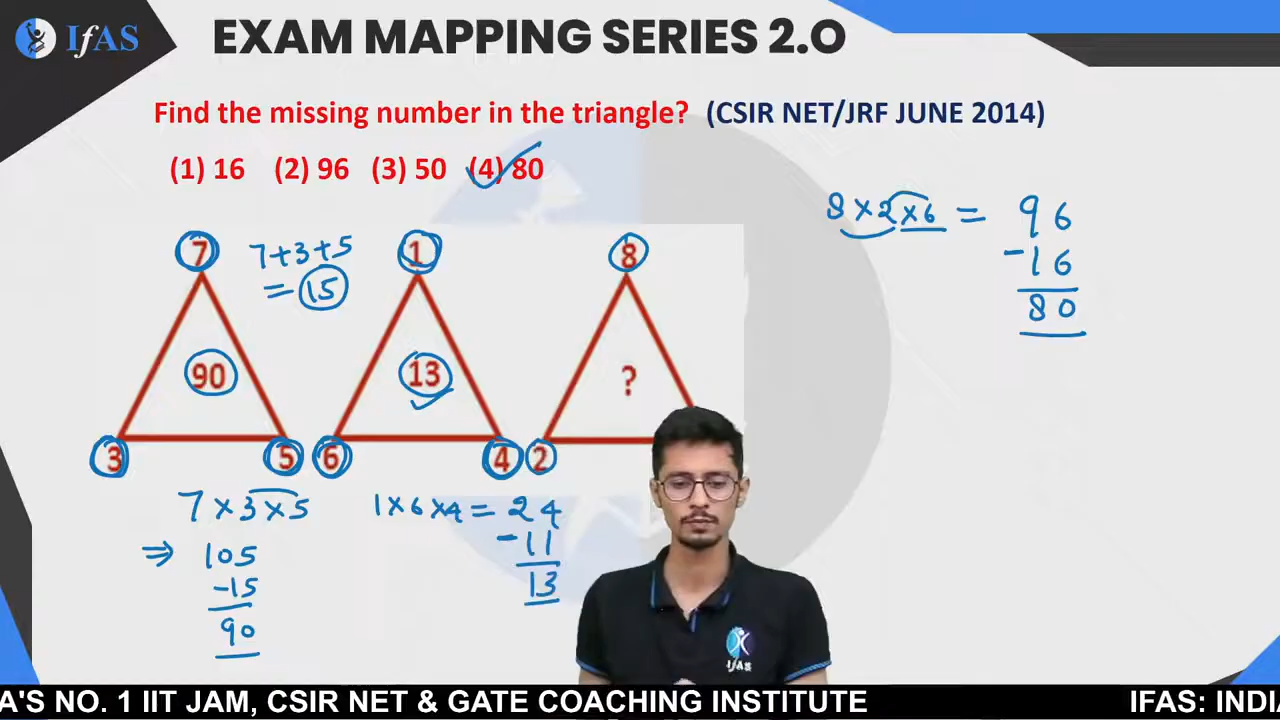 IfAS
EXAM MAPPING SERIES 2.O
Find the missing number in the triangle? (CSIR NET/JRF JUNE 2014)
(1) 16 (2) 96 (3) 50 (4) 80
8×2×6 = 96
-16
80
7 7+3+5 1 8
= 15
90 13 ?
3 5 6 4 2
7×3×5 1×6×4 = 24
⇒ 105 -11
-15 13
90
IfAS
A'S NO. 1 IIT JAM, CSIR NET & GATE COACHING INSTITUTE IFAS: INDIA